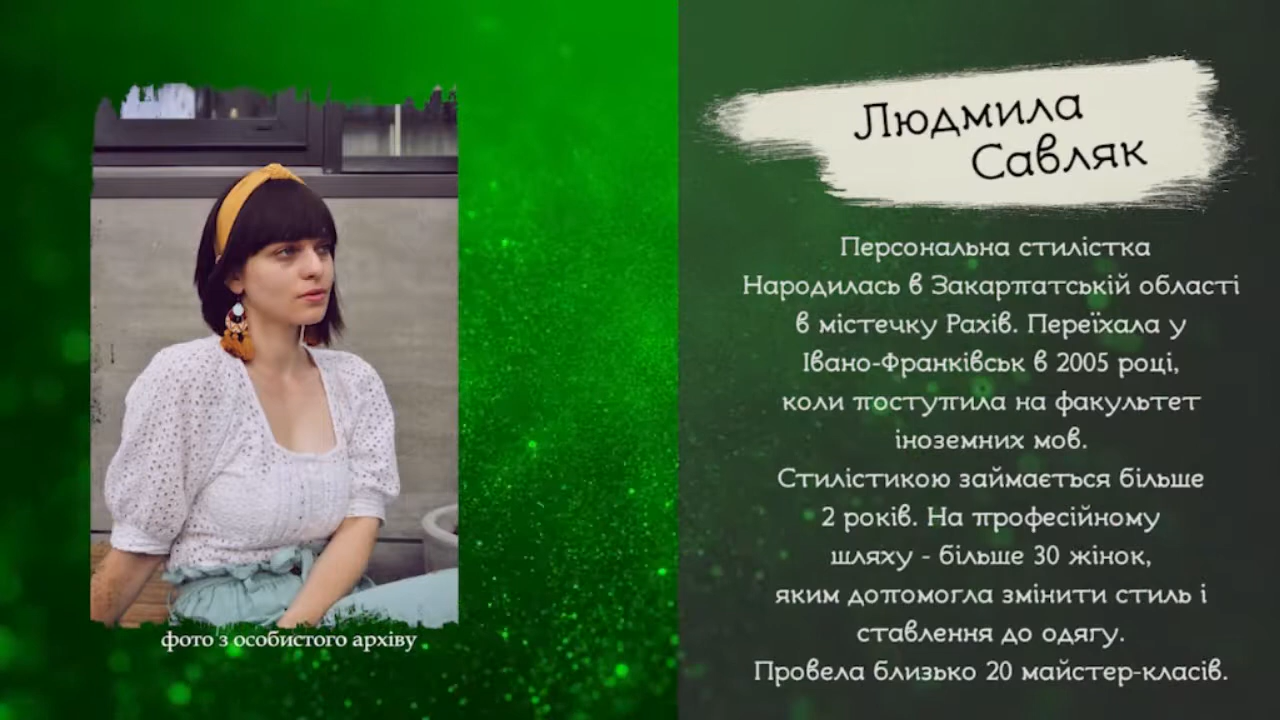 Людмила
Савляк
Персональна стилістка
Народилась в Закарпатській області
в містечку Рахів. Переїхала у
Івано-Франківськ в 2005 році,
коли поступила на факультет
іноземних мов.
Стилістикою займається більше
2 років. На професійному
шляху - більше 30 жінок,
яким допомогла змінити стиль і
ставлення до одягу.
Провела близько 20 майстер-класів.
фото з особистого архіву